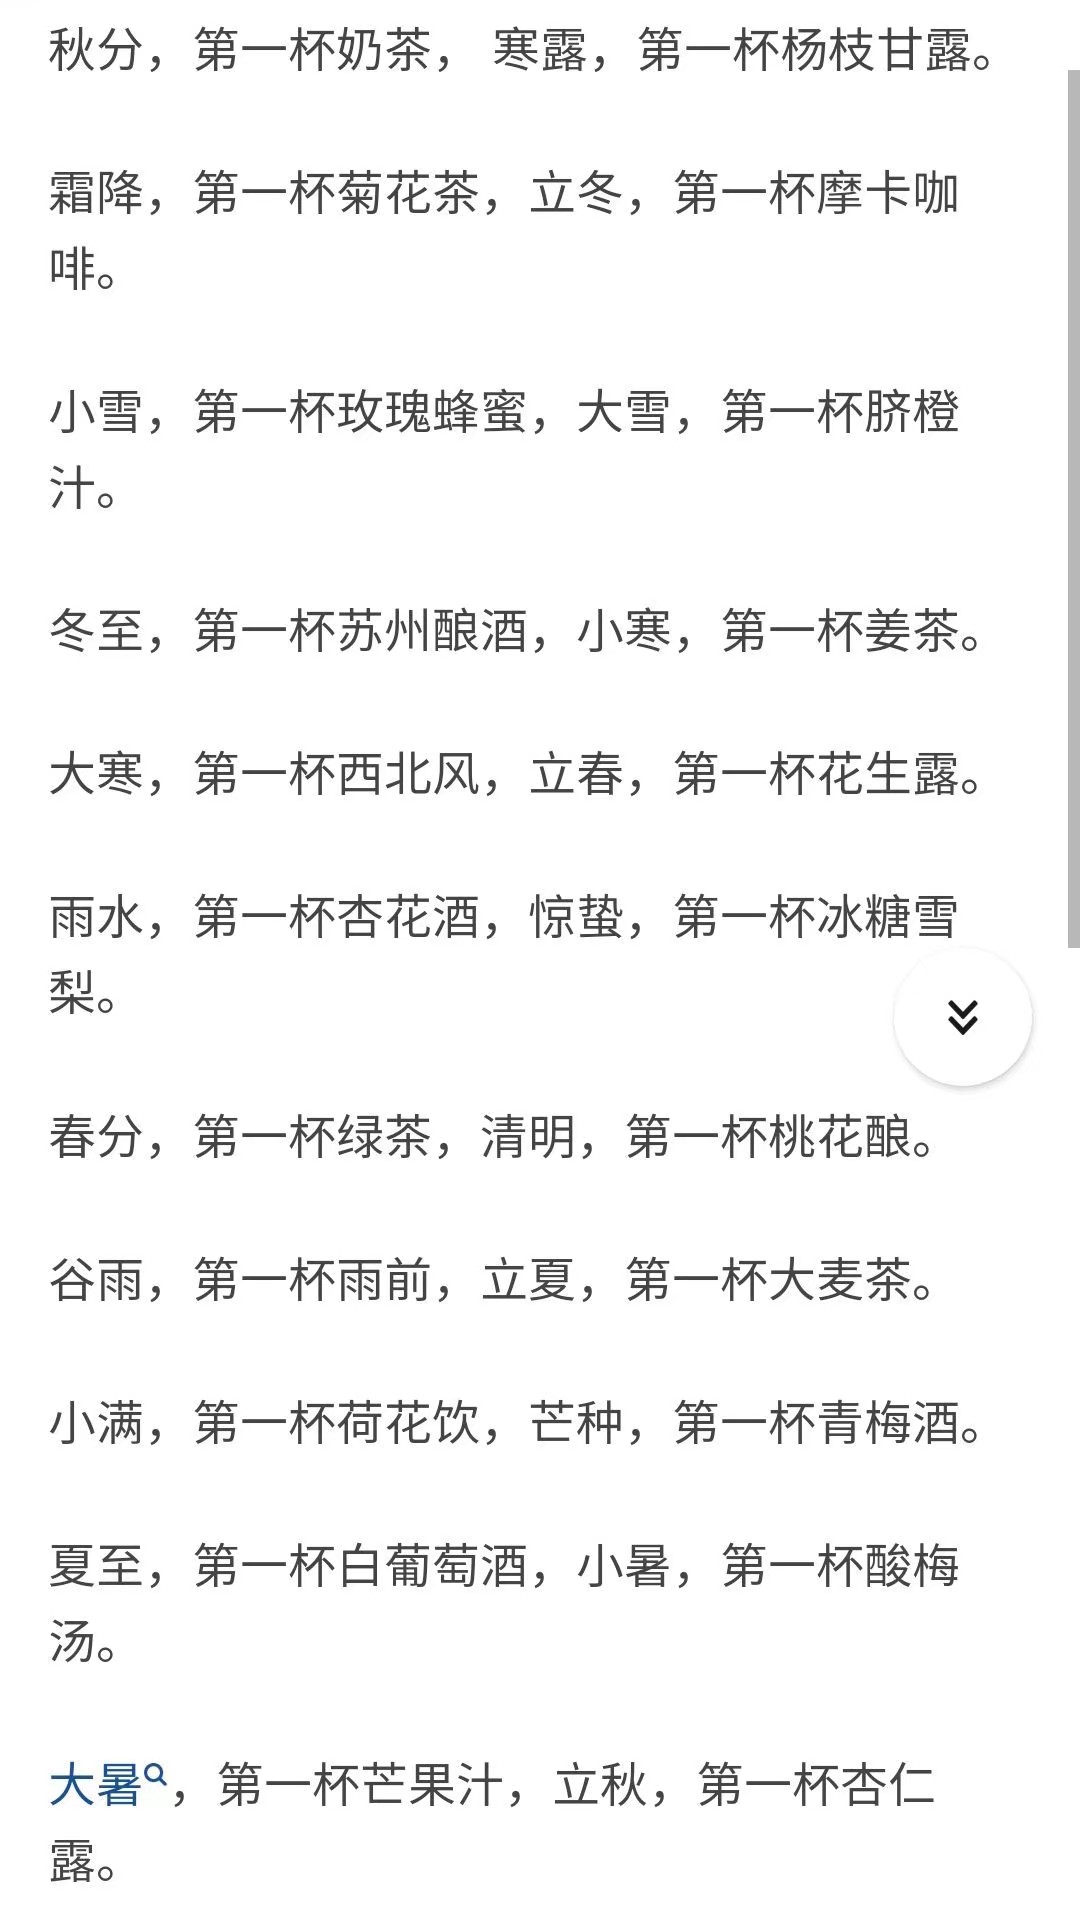 秋分，第一杯奶茶， 寒露，第一杯杨枝甘露。
霜降，第一杯菊花茶，立冬，第一杯摩卡咖
啡。
小雪，第一杯玫瑰蜂蜜，大雪，第一杯脐橙
汁。
冬至，第一杯苏州酿酒，小寒，第一杯姜茶。
大寒，第一杯西北风，立春，第一杯花生露。
雨水，第一杯杏花酒，惊蛰，第一杯冰糖雪
梨。
春分，第一杯绿茶，清明，第一杯桃花酿。
谷雨，第一杯雨前，立夏，第一杯大麦茶。
小满，第一杯荷花饮，芒种，第一杯青梅酒。
夏至，第一杯白葡萄酒，小暑，第一杯酸梅
汤。
大暑，第一杯芒果汁，立秋，第一杯杏仁
露。